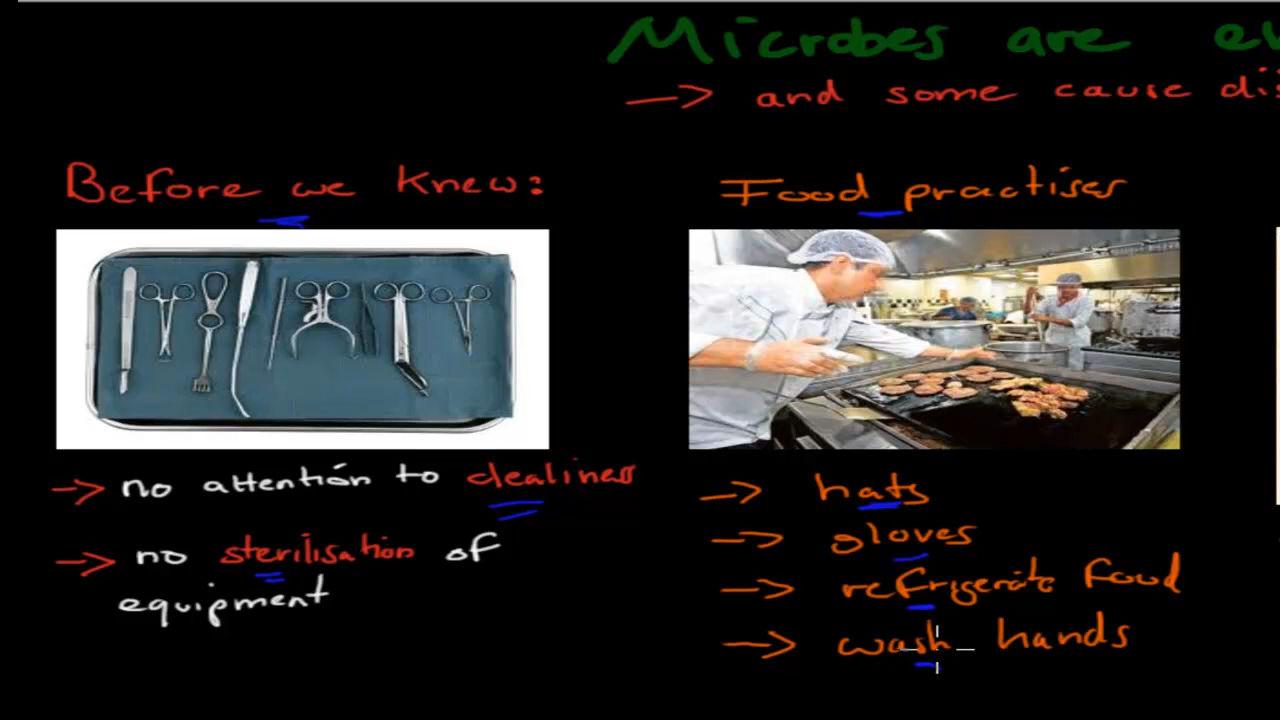 Microbes are
→ and some cause
Before we knew:
→ no attention to clealiness
→ no sterilisation of
equipment
Food practises
→ hats
→ gloves
→ refrigerate food
→ wash hands